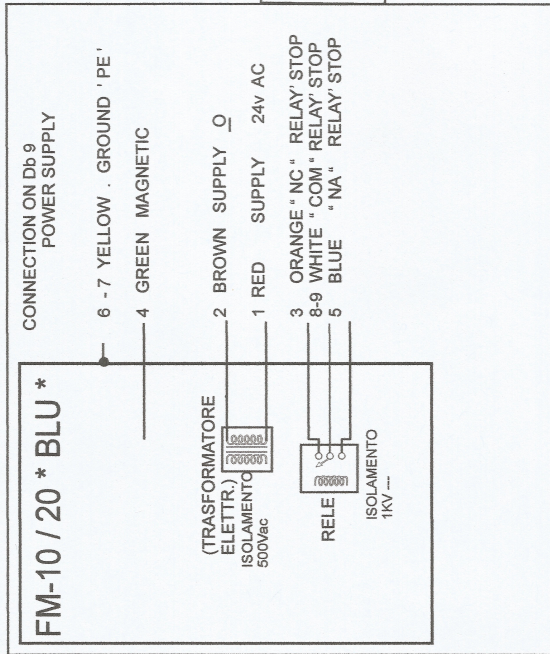 CONNECTION ON Db 9
POWER SUPPLY
6 - 7 YELLOW . GROUND ' PE '
4 GREEN MAGNETIC
2 BROWN SUPPLY O
1 RED SUPPLY 24v AC
3 ORANGE “ NC “ RELAY' STOP
8-9 WHITE “ COM “ RELAY' STOP
5 BLUE “ NA “ RELAY' STOP
FM-10 / 20 * BLU *
(TRASFORMATORE
ELETTR.)
ISOLAMENTO
500Vac
RELE
ISOLAMENTO
1KV ---